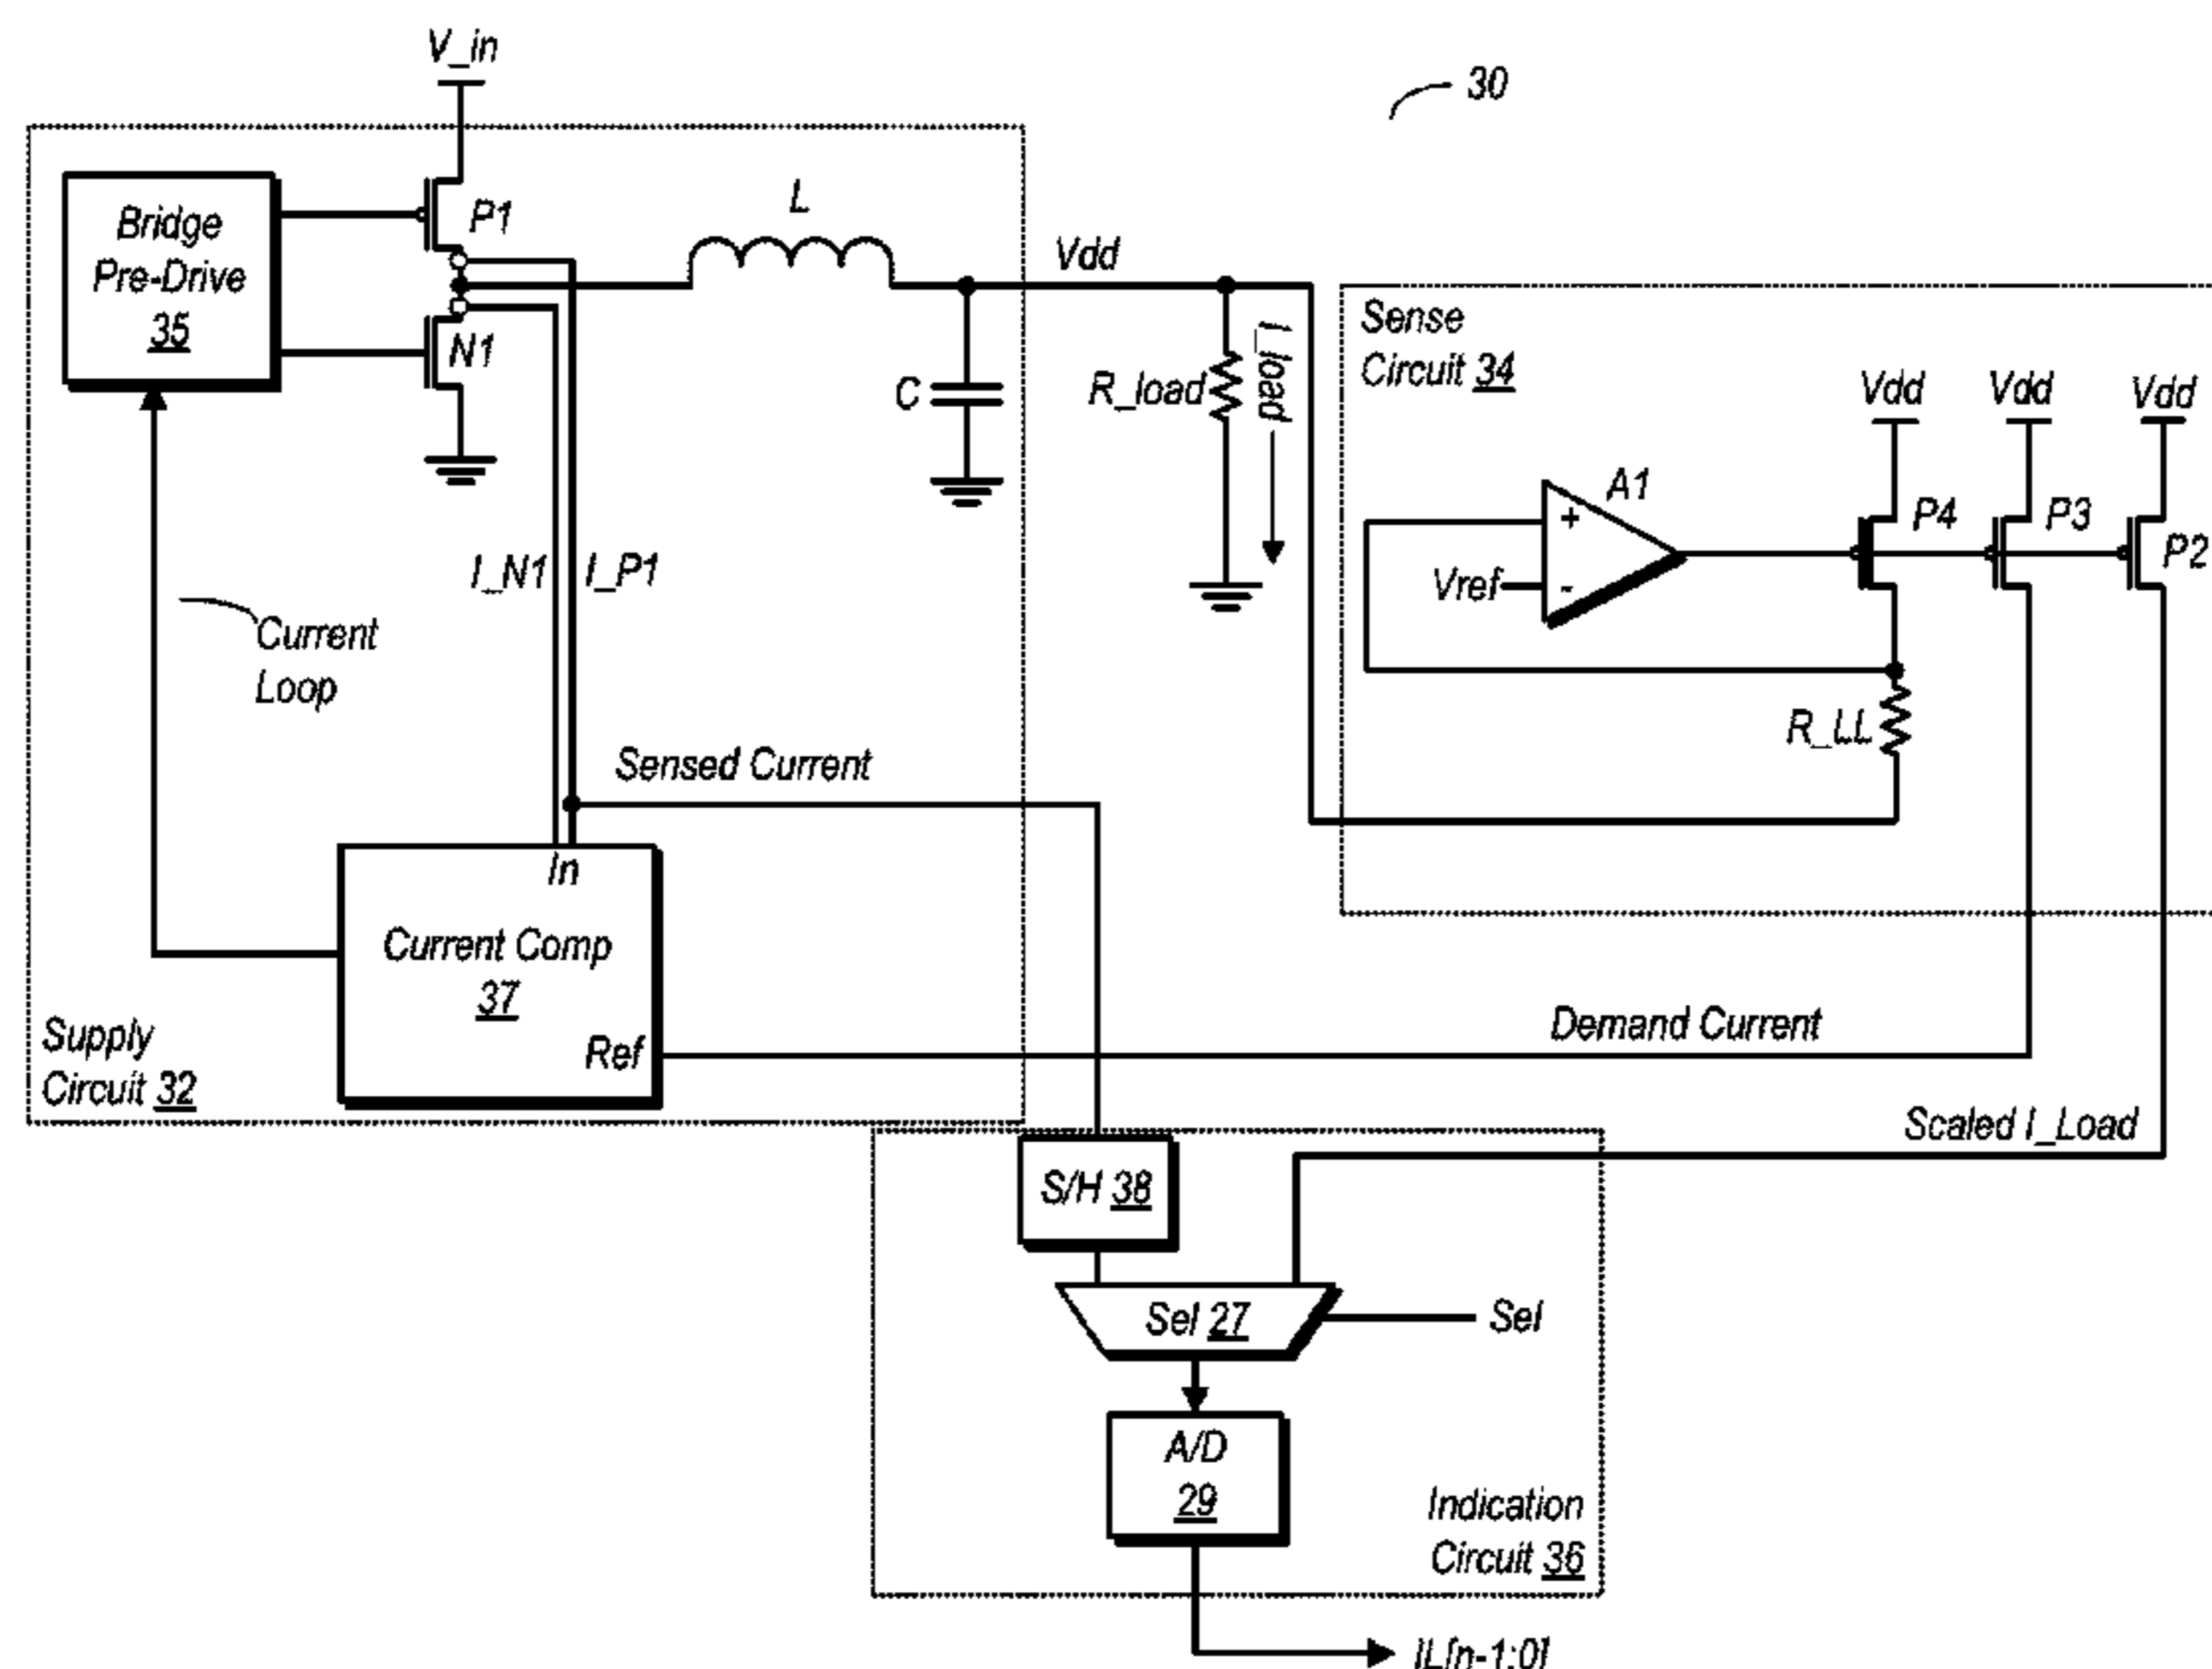 V_in
30
Bridge
Pre-Drive
35
P1
N1
L
Vdd
C
R_load
I_load
Sense
Circuit 34
Vdd
Vdd
Vdd
A1
+
-
Vref
P4
P3
P2
R_LL
I_N1
I_P1
Current
Loop
Sensed Current
In
Current Comp
37
Ref
Supply
Circuit 32
Demand Current
Scaled I_Load
S/H 38
Sel 27
Sel
A/D
29
Indication
Circuit 36
IL[n-1:0]